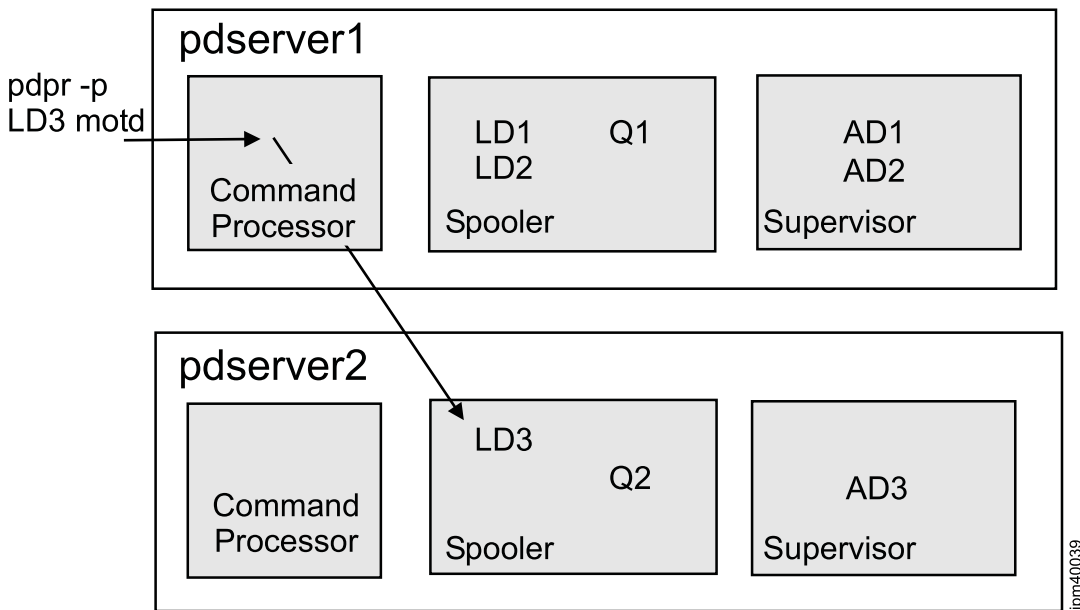 pdserver1
pdpr -p
LD3 motd
Command
Processor
LD1 Q1
LD2
Spooler
AD1
AD2
Supervisor
pdserver2
Command
Processor
LD3
Q2
Spooler
AD3
Supervisor
ipm40039